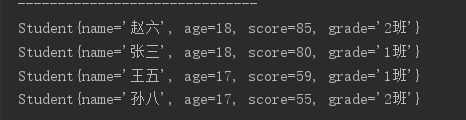 ------------------------------
Student{name='赵六', age=18, score=85, grade='2班'}
Student{name='张三', age=18, score=80, grade='1班'}
Student{name='王五', age=17, score=59, grade='1班'}
Student{name='孙八', age=17, score=55, grade='2班'}